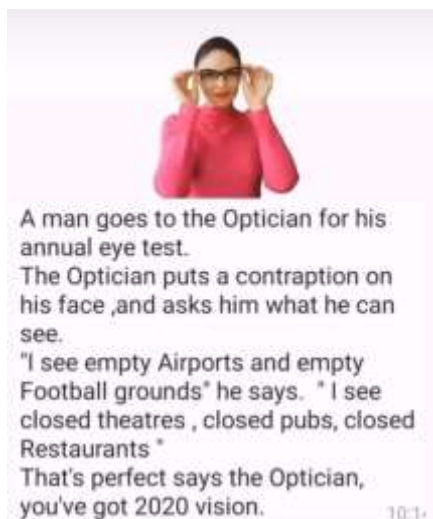 A man goes to the Optician for his
annual eye test.
The Optician puts a contraption on
his face ,and asks him what he can
see.
"I see empty Airports and empty
Football grounds" he says.  " I see
closed theatres , closed pubs, closed
Restaurants "
That's perfect says the Optician,
you've got 2020 vision.